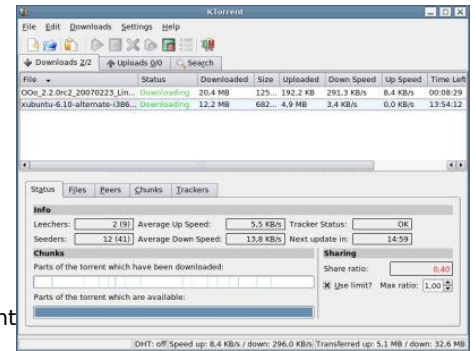 KTorrent
File Edit Downloads Settings Help
Downloads 2/2 Uploads 0/0 Search
File Status Downloaded Size Uploaded Down Speed Up Speed Time Left
OOo_2.2.0rc2_20070223_Lin... Downloading 20,4 MB 125... 192.2 KB 291.3 KB/s 8.4 KB/s 00:08:29
xubuntu-6.10-alternate-i386... Downloading 12,2 MB 682... 4,9 MB 3,4 KB/s 0,0 KB/s 13:54:12
Status Files Peers Chunks Trackers
Info
Leechers: 2 (9) Average Up Speed: 5,5 KB/s Tracker Status: OK
Seeders: 12 (41) Average Down Speed: 13,8 KB/s Next update in: 14:59
Chunks Sharing
Parts of the torrent which have been downloaded: Share ratio: 0,40
Use limit? Max ratio: 1,00
Parts of the torrent which are available:
nt
DHT: off Speed up: 8.4 KB/s / down: 296.0 KB/s Transferred up: 5.1 MB / down: 32.6 MB